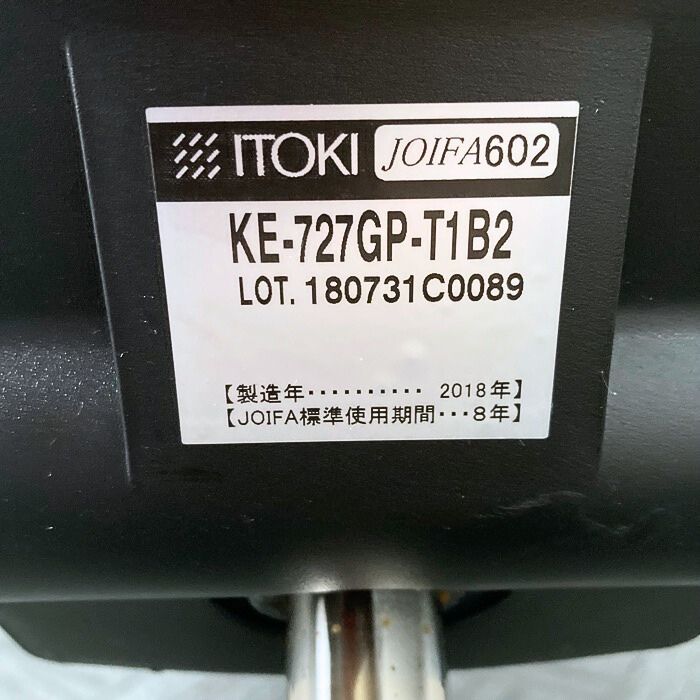 ITOKI JOIFA602
KE-727GP-T1B2
LOT. 180731C0089
【製造年‥‥‥‥‥ 2018年】
【JOIFA標準使用期間‥･8年】